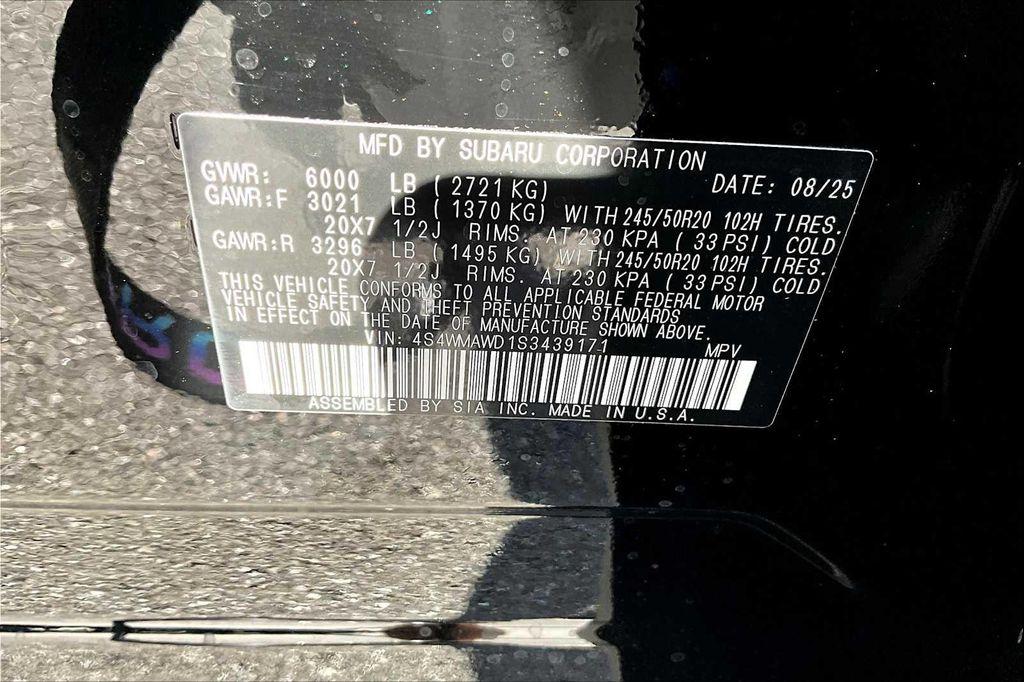 MFD BY SUBARU CORPORATION
GVWR: 6000 LB ( 2721 KG) DATE: 08/25
GAWR:F 3021 LB ( 1370 KG) WITH 245/50R20 102H TIRES.
20X7 1/2J RIMS. AT 230 KPA ( 33 PSI) COLD
GAWR:R 3296 LB ( 1495 KG) WITH 245/50R20 102H TIRES.
20X7 1/2J RIMS. AT 230 KPA ( 33 PSI) COLD
THIS VEHICLE CONFORMS TO ALL APPLICABLE FEDERAL MOTOR
VEHICLE SAFETY AND THEFT PREVENTION STANDARDS
IN EFFECT ON THE DATE OF MANUFACTURE SHOWN ABOVE.
VIN: 4S4WMAWD1S3439171 MPV
ASSEMBLED BY SIA INC. MADE IN U.S.A.